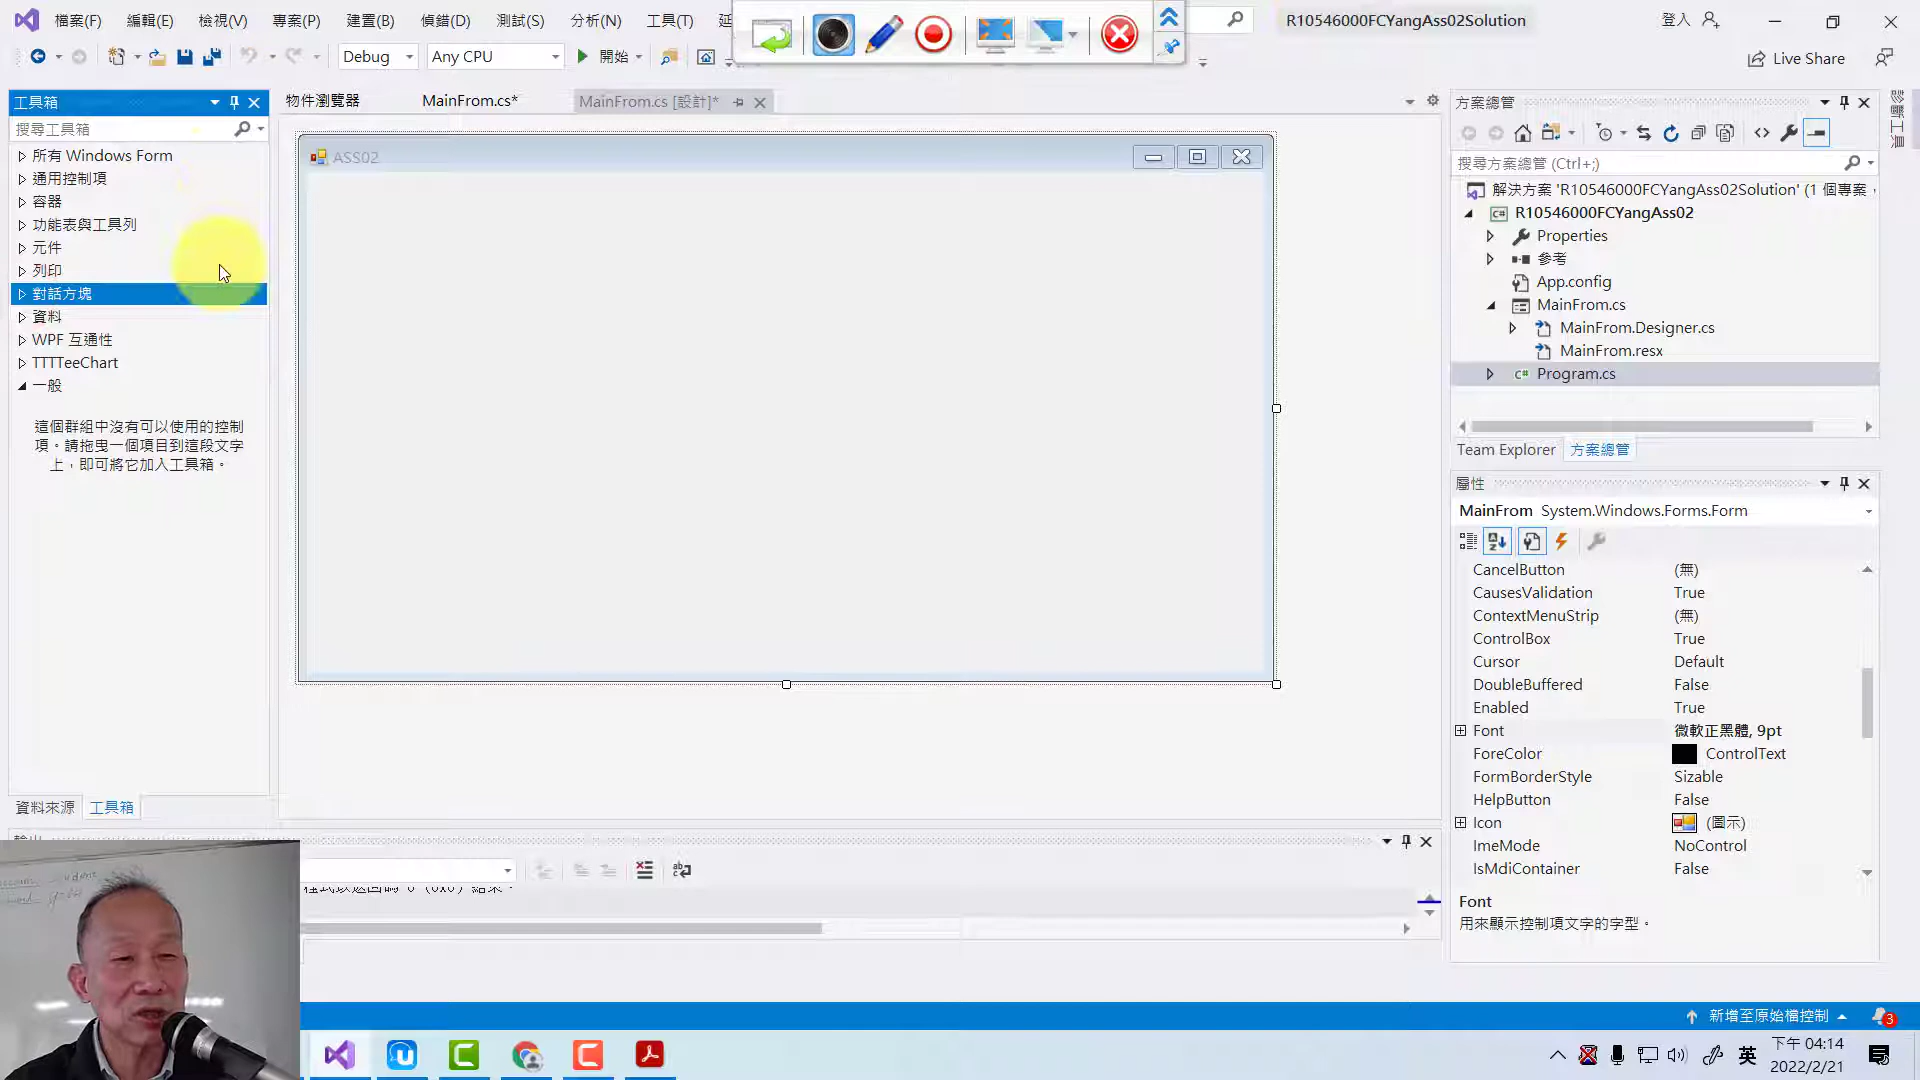 檔案(F) 編輯(E) 檢視(V) 專案(P) 建置(B) 偵錯(D) 測試(S) 分析(N) 工具(T) 延
R10546000FCYangAss02Solution
登入
Debug Any CPU 開始
Live Share
工具箱
搜尋工具箱
所有 Windows Form
通用控制項
容器
功能表與工具列
元件
列印
對話方塊
資料
WPF 互通性
TTTTeeChart
一般
這個群組中沒有可以使用的控制
項。請拖曳一個項目到這段文字
上，即可將它加入工具箱。
資料來源 工具箱
物件瀏覽器 MainFrom.cs* MainFrom.cs [設計]*
ASS02
方案總管
搜尋方案總管 (Ctrl+;)
解決方案 'R10546000FCYangAss02Solution' (1 個專案，
R10546000FCYangAss02
Properties
參考
App.config
MainFrom.cs
MainFrom.Designer.cs
MainFrom.resx
Program.cs
Team Explorer 方案總管
診斷工具
屬性
MainFrom System.Windows.Forms.Form
CancelButton (無)
CausesValidation True
ContextMenuStrip (無)
ControlBox True
Cursor Default
DoubleBuffered False
Enabled True
Font 微軟正黑體, 9pt
ForeColor ControlText
FormBorderStyle Sizable
HelpButton False
Icon (圖示)
ImeMode NoControl
IsMdiContainer False
Font
用來顯示控制項文字的字型。
新增至原始檔控制
3
英
下午 04:14
2022/2/21